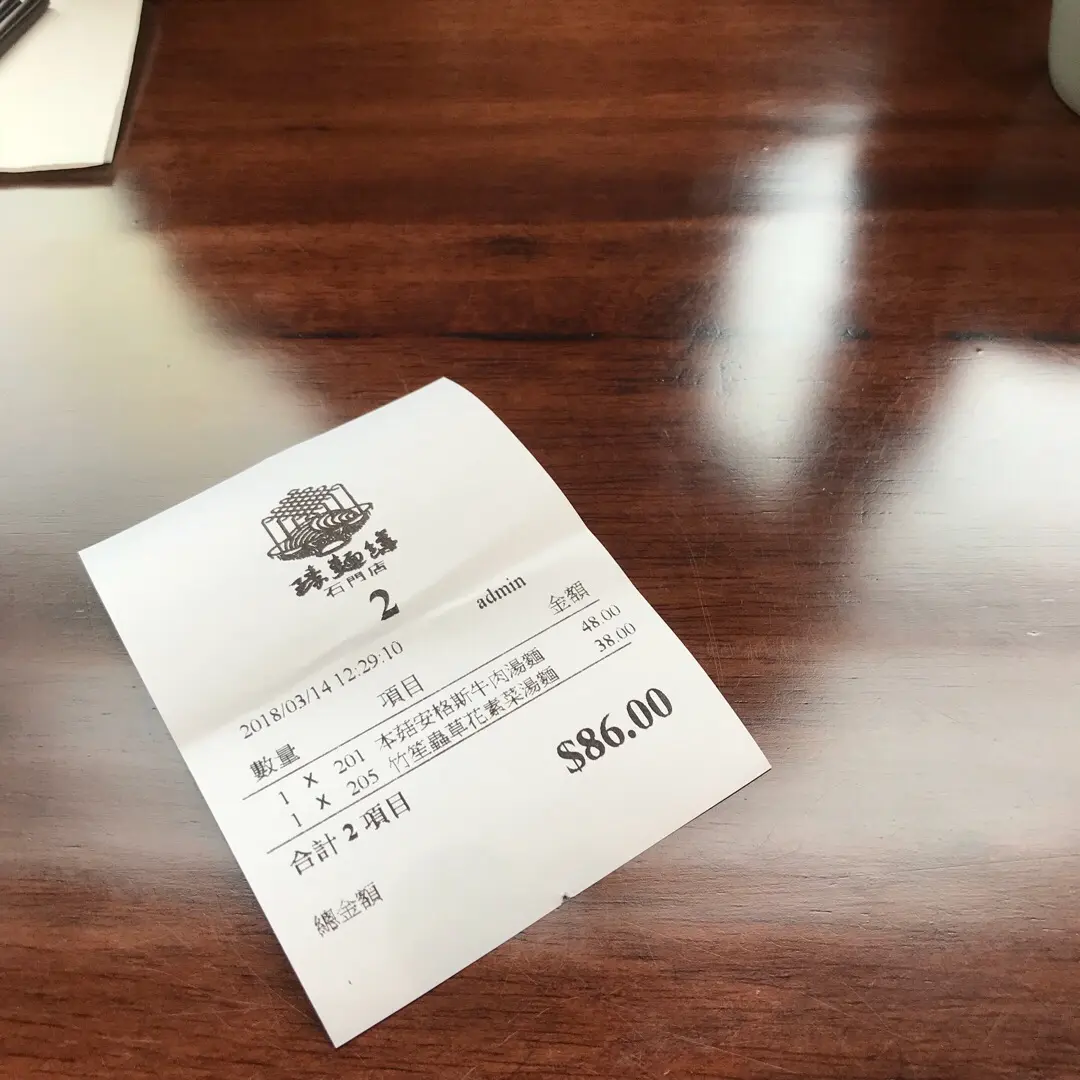 麵
石門店
2
admin
2018/03/14 12:29:10
數量 項目 金額
1 x 201 本菇安格斯牛肉湯麵 48.00
1 x 205 竹笙蟲草花素菜湯麵 38.00
合計 2 項目 $86.00
總金額